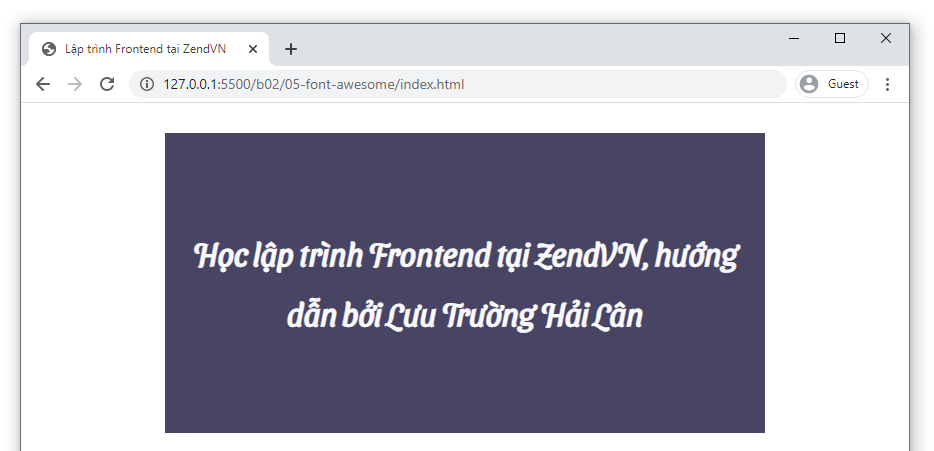 Lập trình Frontend tại ZendVN
127.0.0.1:5500/b02/05-font-awesome/index.html
Guest
Học lập trình Frontend tại ZendVN, hướng
dẫn bởi Lưu Trường Hải Lân